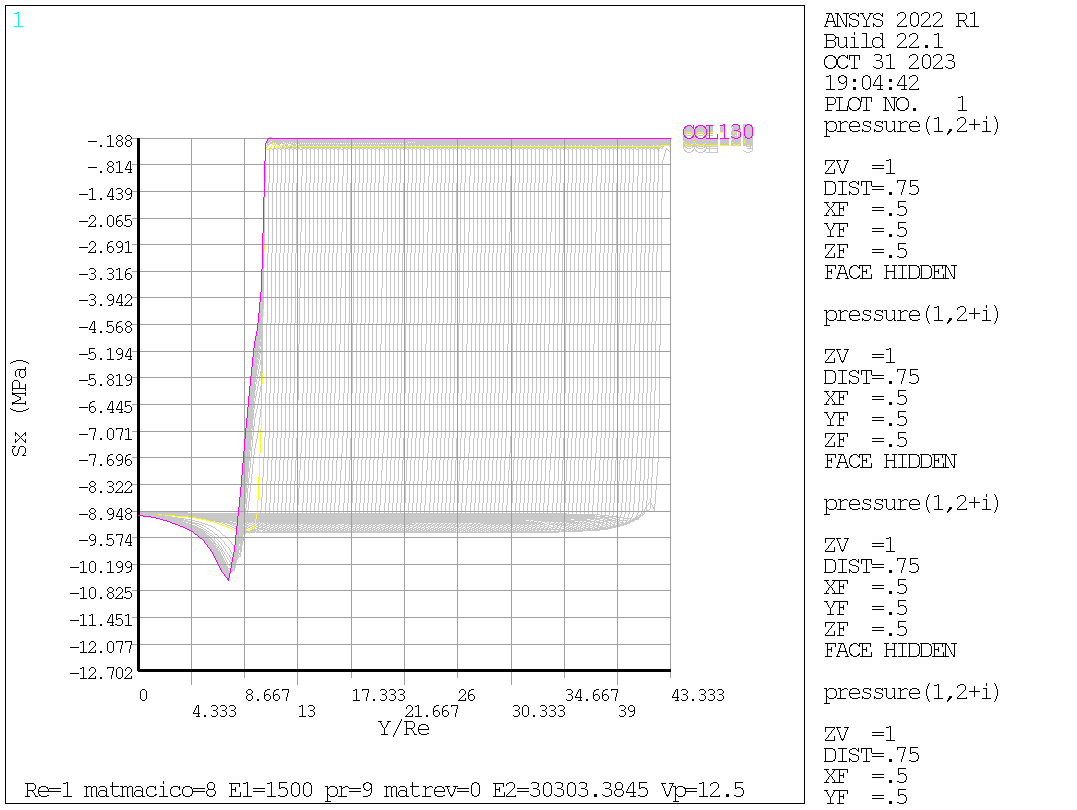 1
ANSYS 2022 R1
Build 22.1
OCT 31 2023
19:04:42
PLOT NO. 1
pressure(1,2+i)
ZV =1
DIST=.75
XF =.5
YF =.5
ZF =.5
FACE HIDDEN
pressure(1,2+i)
ZV =1
DIST=.75
XF =.5
YF =.5
ZF =.5
FACE HIDDEN
pressure(1,2+i)
ZV =1
DIST=.75
XF =.5
YF =.5
ZF =.5
FACE HIDDEN
pressure(1,2+i)
ZV =1
DIST=.75
XF =.5
YF =.5
COL130
-.188
-.814
-1.439
-2.065
-2.691
-3.316
-3.942
-4.568
-5.194
-5.819
-6.445
-7.071
-7.696
-8.322
-8.948
-9.574
-10.199
-10.825
-11.451
-12.077
-12.702
Sx (MPa)
0 8.667 17.333 26 34.667 43.333
4.333 13 21.667 30.333 39
Y/Re
Re=1 matmacico=8 E1=1500 pr=9 matrev=0 E2=30303.3845 Vp=12.5